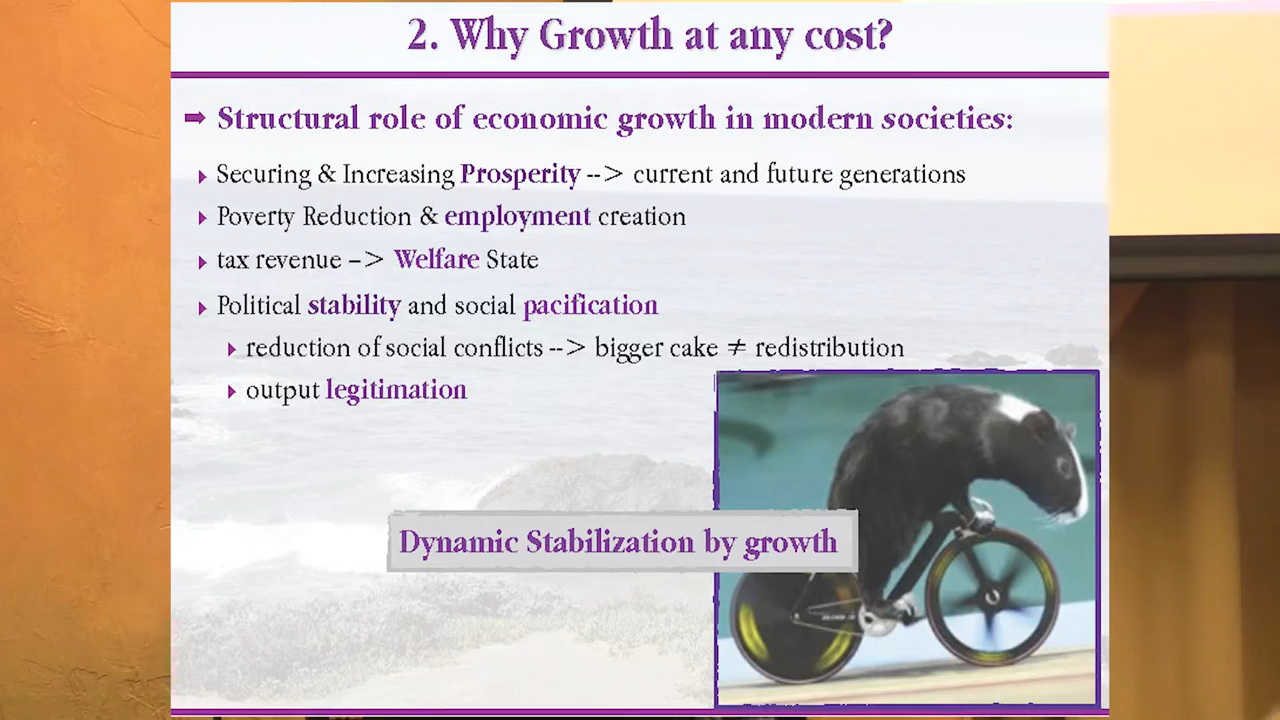 2. Why Growth at any cost?
➡ Structural role of economic growth in modern societies:
Securing & Increasing Prosperity --> current and future generations
Poverty Reduction & employment creation
tax revenue –> Welfare State
Political stability and social pacification
reduction of social conflicts --> bigger cake ≠ redistribution
output legitimation
Dynamic Stabilization by growth